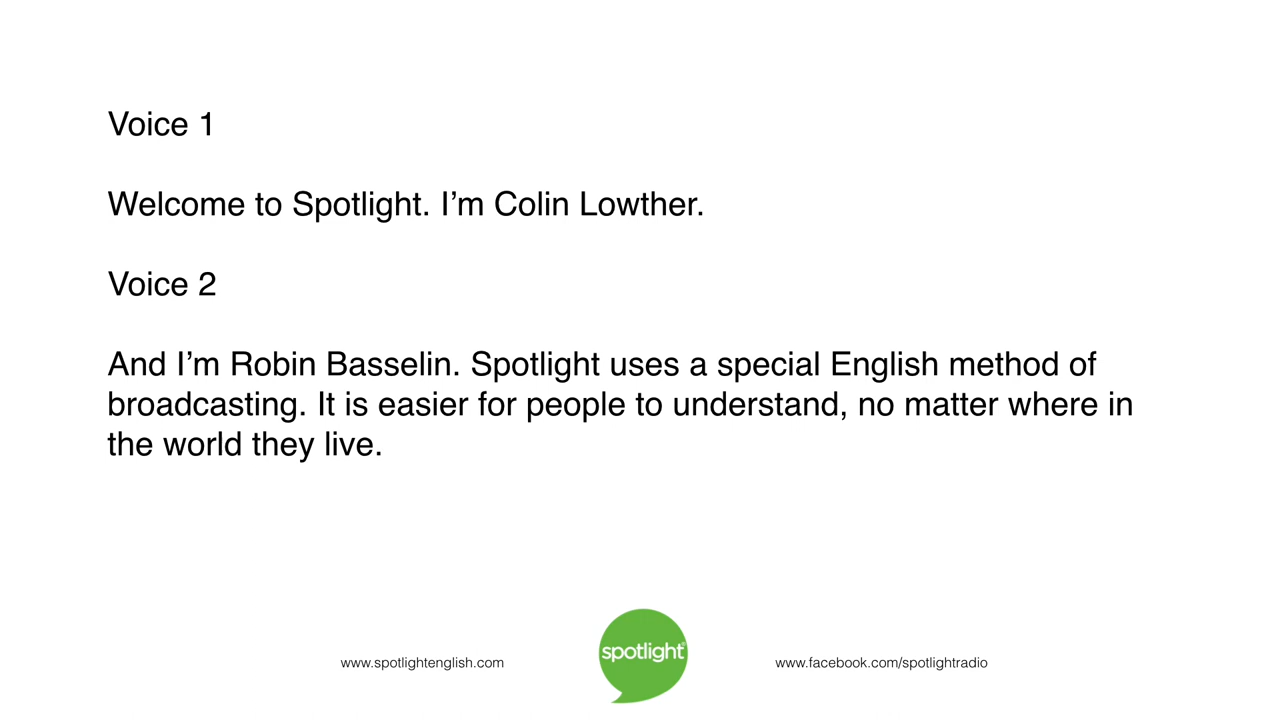 Voice 1
Welcome to Spotlight. I’m Colin Lowther.
Voice 2
And I’m Robin Basselin. Spotlight uses a special English method of
broadcasting. It is easier for people to understand, no matter where in
the world they live.
www.spotlightenglish.com
spotlight®
www.facebook.com/spotlightradio